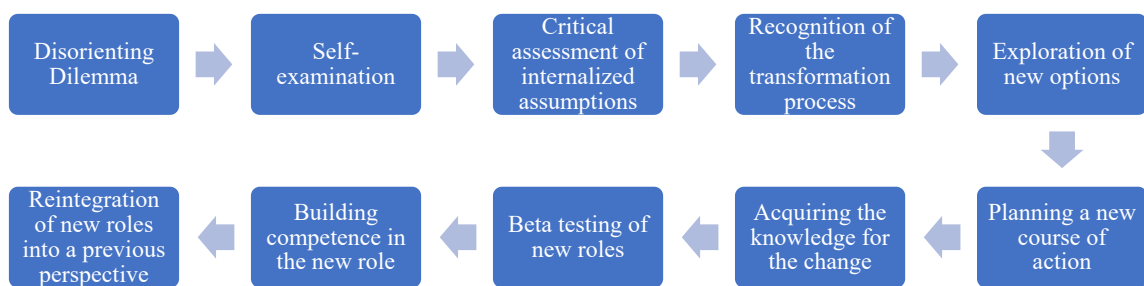 Disorienting
Dilemma
Self-
examination
Critical
assessment of
internalized
assumptions
Recognition of
the
transformation
process
Exploration of
new options
Planning a new
course of
action
Acquiring the
knowledge for
the change
Beta testing of
new roles
Building
competence in
the new role
Reintegration
of new roles
into a previous
perspective